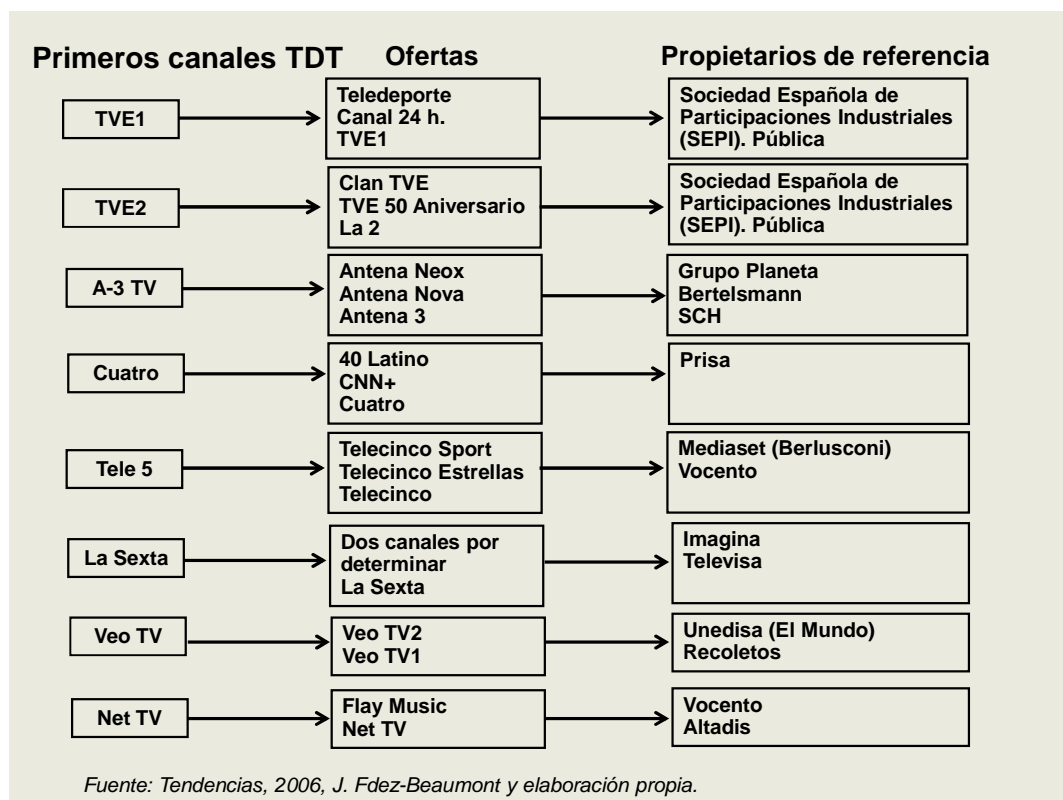 Primeros canales TDT
Ofertas
Propietarios de referencia
TVE1
Teledeporte
Canal 24 h.
TVE1
Sociedad Española de
Participaciones Industriales
(SEPI). Pública
TVE2
Clan TVE
TVE 50 Aniversario
La 2
Sociedad Española de
Participaciones Industriales
(SEPI). Pública
A-3 TV
Antena Neox
Antena Nova
Antena 3
Grupo Planeta
Bertelsmann
SCH
Cuatro
40 Latino
CNN+
Cuatro
Prisa
Tele 5
Telecinco Sport
Telecinco Estrellas
Telecinco
Mediaset (Berlusconi)
Vocento
La Sexta
Dos canales por
determinar
La Sexta
Imagina
Televisa
Veo TV
Veo TV2
Veo TV1
Unedisa (El Mundo)
Recoletos
Net TV
Flay Music
Net TV
Vocento
Altadis
Fuente: Tendencias, 2006, J. Fdez-Beaumont y elaboración propia.